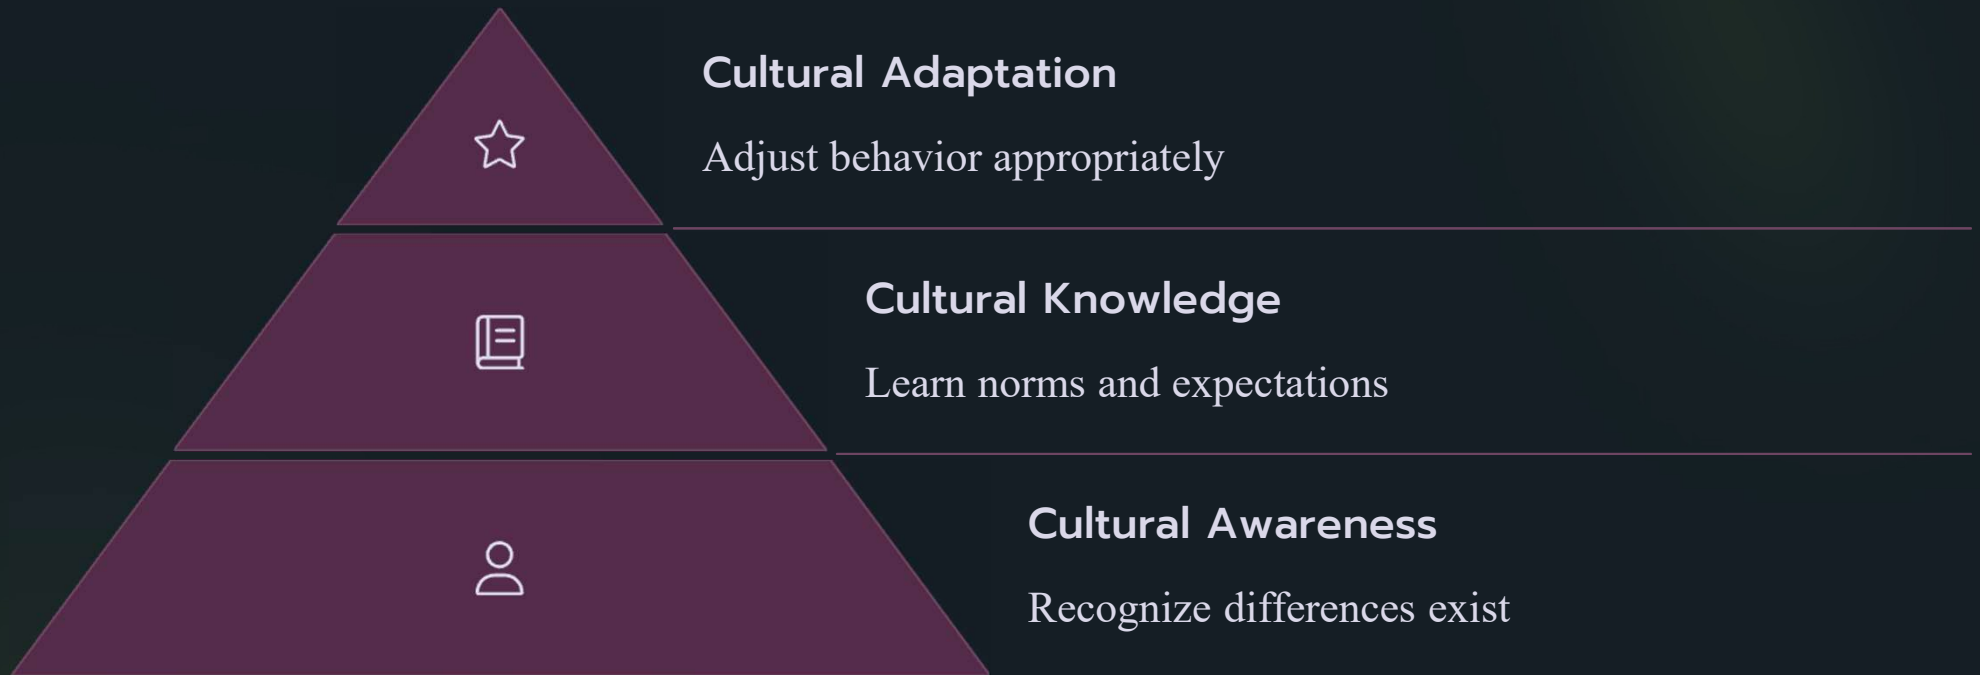 Cultural Adaptation
Adjust behavior appropriately
Cultural Knowledge
Learn norms and expectations
Cultural Awareness
Recognize differences exist